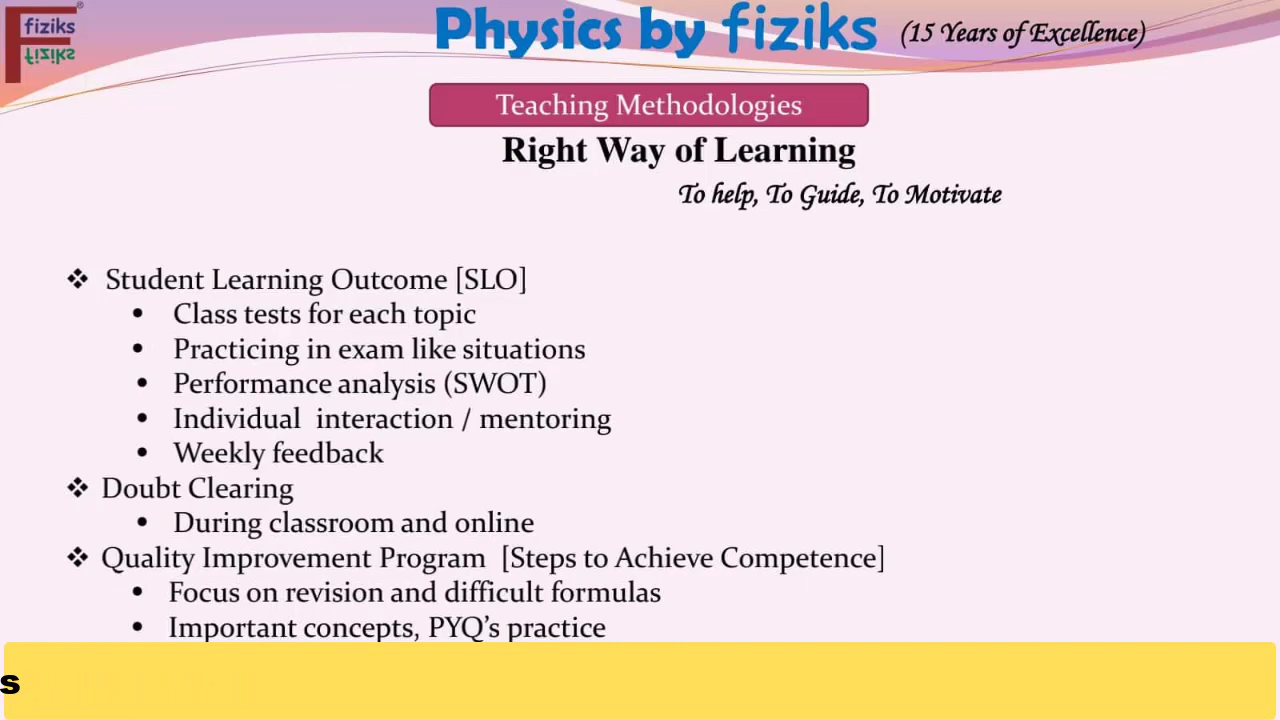 fiziks
fiziks
Physics by fiziks (15 Years of Excellence)
Teaching Methodologies
Right Way of Learning
To help, To Guide, To Motivate
❖ Student Learning Outcome [SLO]
• Class tests for each topic
• Practicing in exam like situations
• Performance analysis (SWOT)
• Individual interaction / mentoring
• Weekly feedback
❖ Doubt Clearing
• During classroom and online
❖ Quality Improvement Program [Steps to Achieve Competence]
• Focus on revision and difficult formulas
• Important concepts, PYQ's practice
s